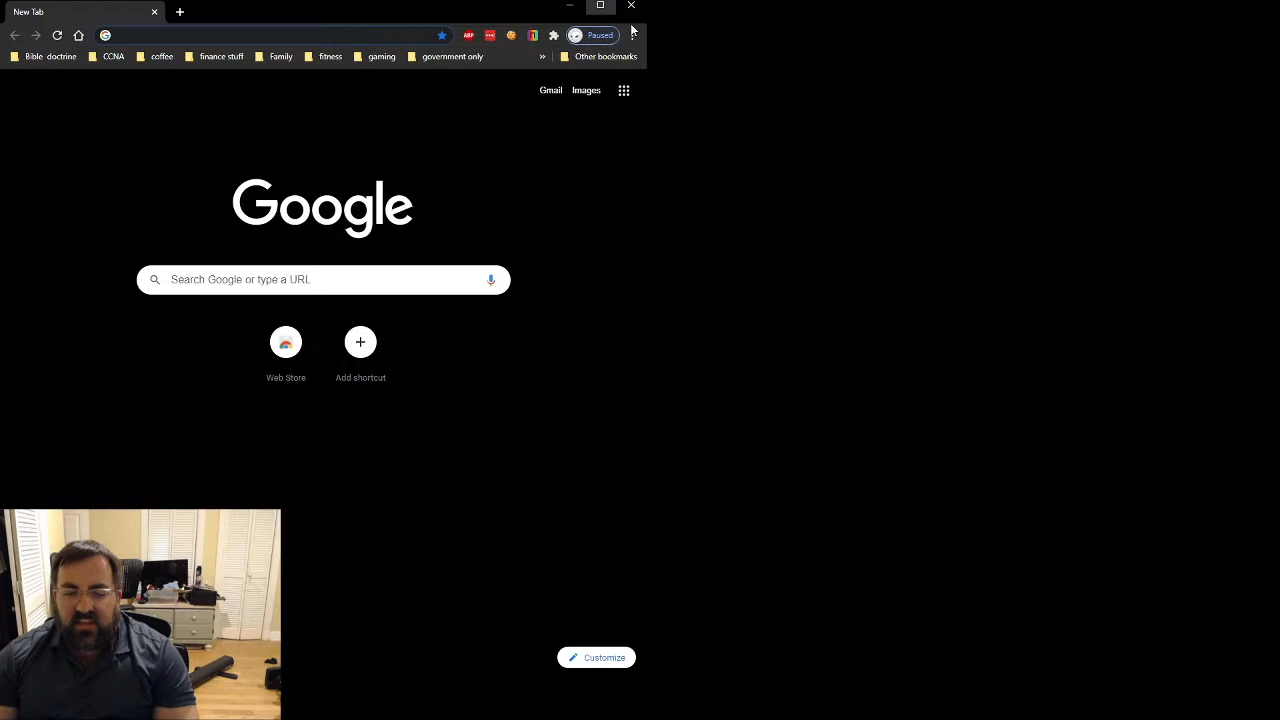 New Tab
ABP Paused
Bible doctrine CCNA coffee finance stuff Family fitness gaming government only » Other bookmarks
Gmail Images
Google
Search Google or type a URL
Web Store Add shortcut
Customize